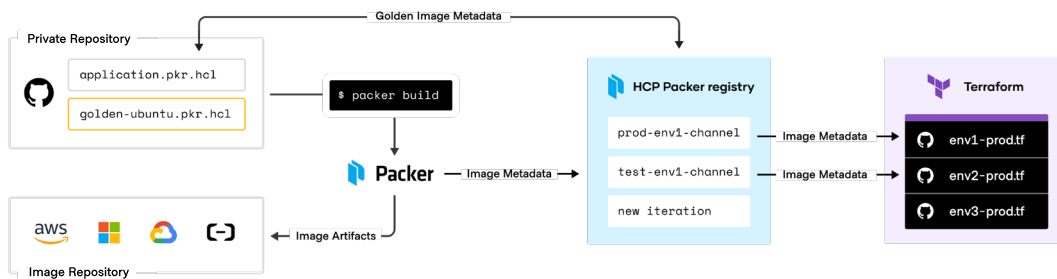 Golden Image Metadata
Private Repository
application.pkr.hcl
golden-ubuntu.pkr.hcl
$ packer build
HCP Packer registry
prod-env1-channel
test-env1-channel
new iteration
Terraform
env1-prod.tf
env2-prod.tf
env3-prod.tf
Image Metadata
Image Metadata
Packer
Image Metadata
Image Artifacts
aws
Image Repository